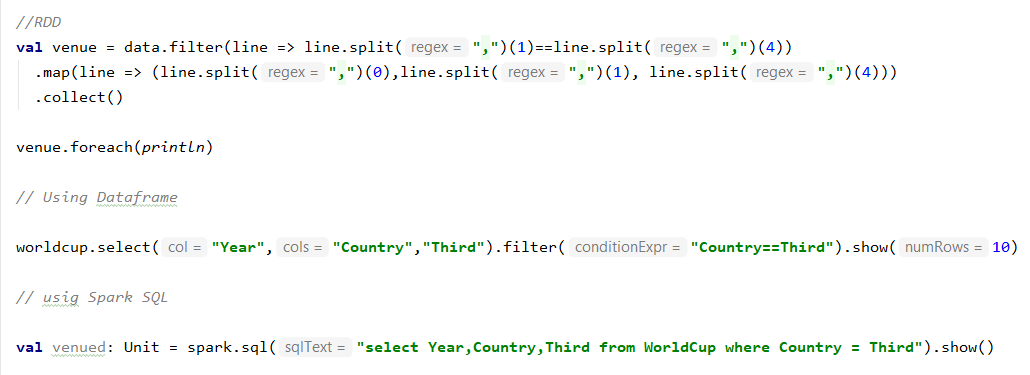 //RDD
val venue = data.filter(line => line.split( regex = ",")(1)==line.split( regex = ",")(4))
.map(line => (line.split( regex = ",")(0),line.split( regex = ",")(1), line.split( regex = ",")(4)))
.collect()
venue.foreach(println)
// Using Dataframe
worldcup.select( col = "Year", cols = "Country","Third").filter( conditionExpr = "Country==Third").show( numRows = 10)
// usig Spark SQL
val venued: Unit = spark.sql( sqlText = "select Year,Country,Third from WorldCup where Country = Third").show()